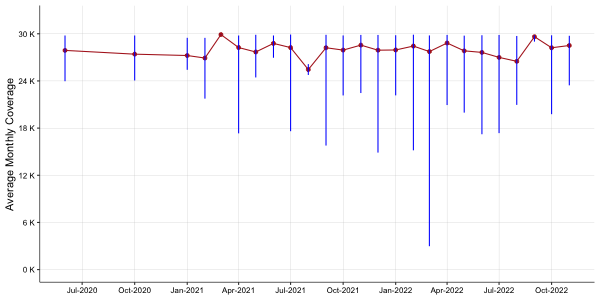 Average Monthly Coverage
30 K
24 K
18 K
12 K
6 K
0 K
Jul-2020 Oct-2020 Jan-2021 Apr-2021 Jul-2021 Oct-2021 Jan-2022 Apr-2022 Jul-2022 Oct-2022